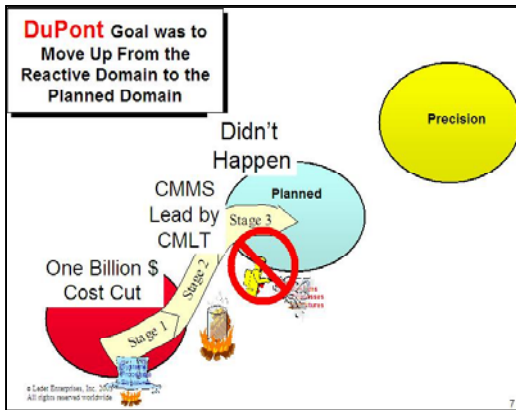 DuPont Goal was to
Move Up From the
Reactive Domain to the
Planned Domain
Precision
Didn't
Happen
Planned
CMMS
Lead by
CMLT
Stage 3
One Billion $
Cost Cut
Stage 2
Stage 1
Ledet Enterprises, Inc.
All rights reserved worldwide
7